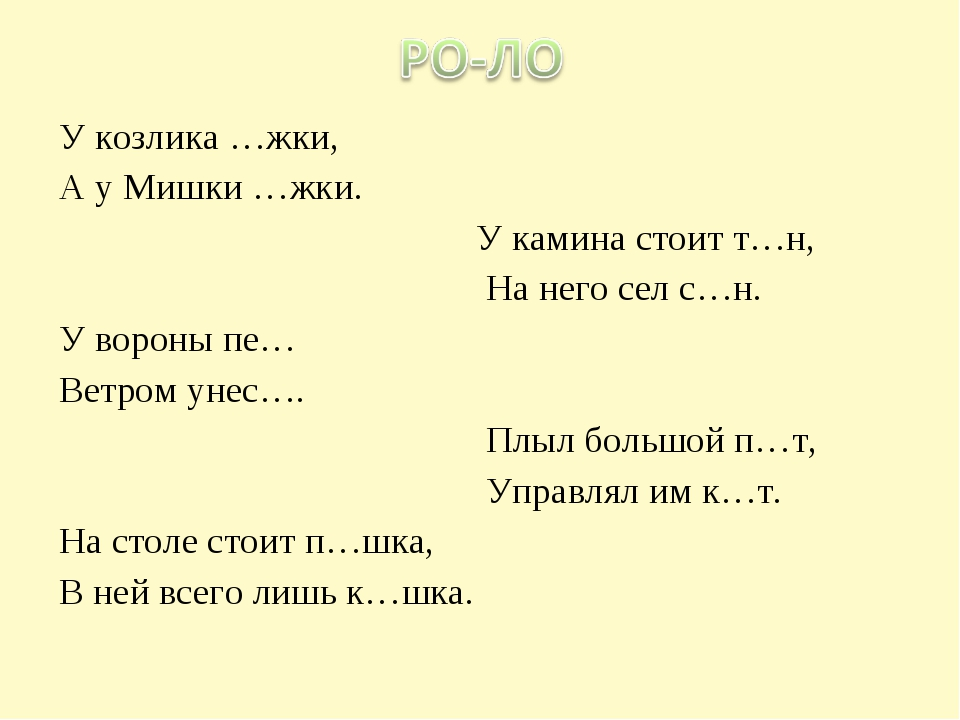 РО-ЛО
У козлика …жки,
А у Мишки …жки.
У камина стоит т…н,
На него сел с…н.
У вороны пе…
Ветром унес….
Плыл большой п…т,
Управлял им к…т.
На столе стоит п…шка,
В ней всего лишь к…шка.